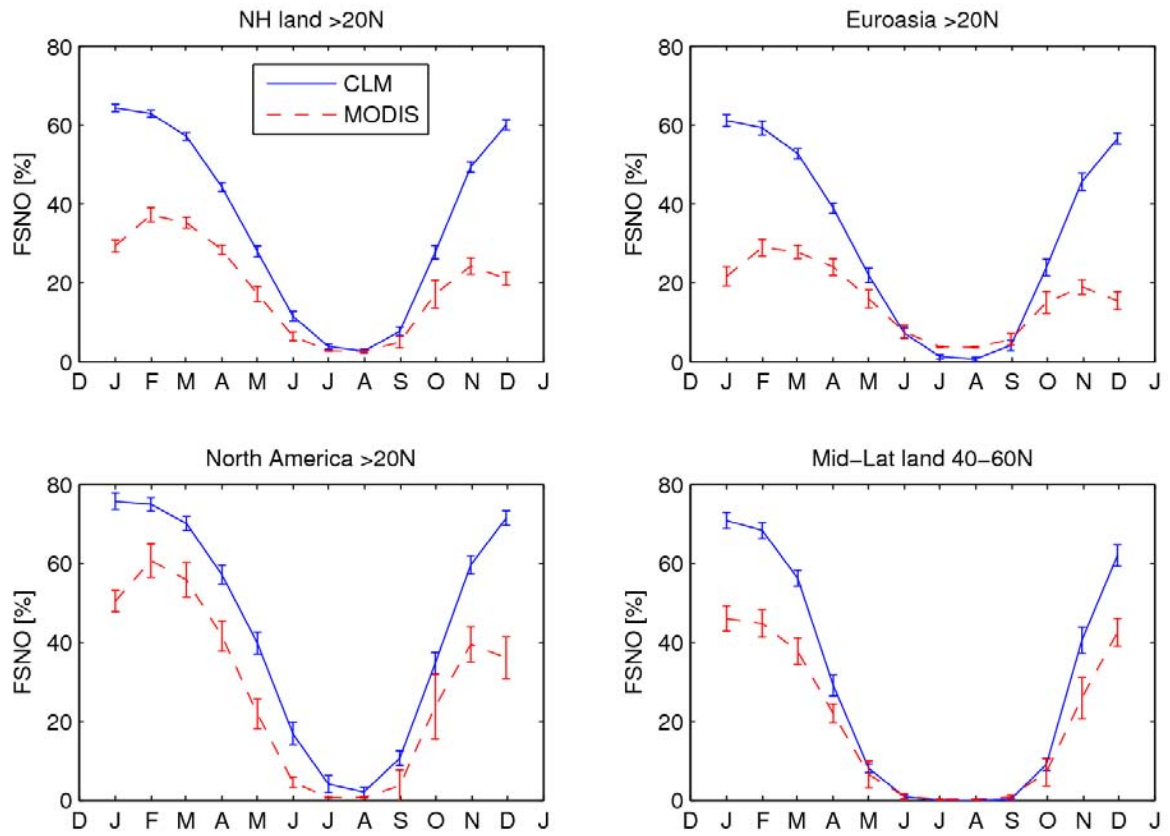 NH land >20N
80
60
40
20
0
FSNO [%]
CLM
MODIS
D J F M A M J J A S O N D J
Euroasia >20N
80
60
40
20
0
FSNO [%]
D J F M A M J J A S O N D J
North America >20N
80
60
40
20
0
FSNO [%]
D J F M A M J J A S O N D J
Mid-Lat land 40-60N
80
60
40
20
0
FSNO [%]
D J F M A M J J A S O N D J